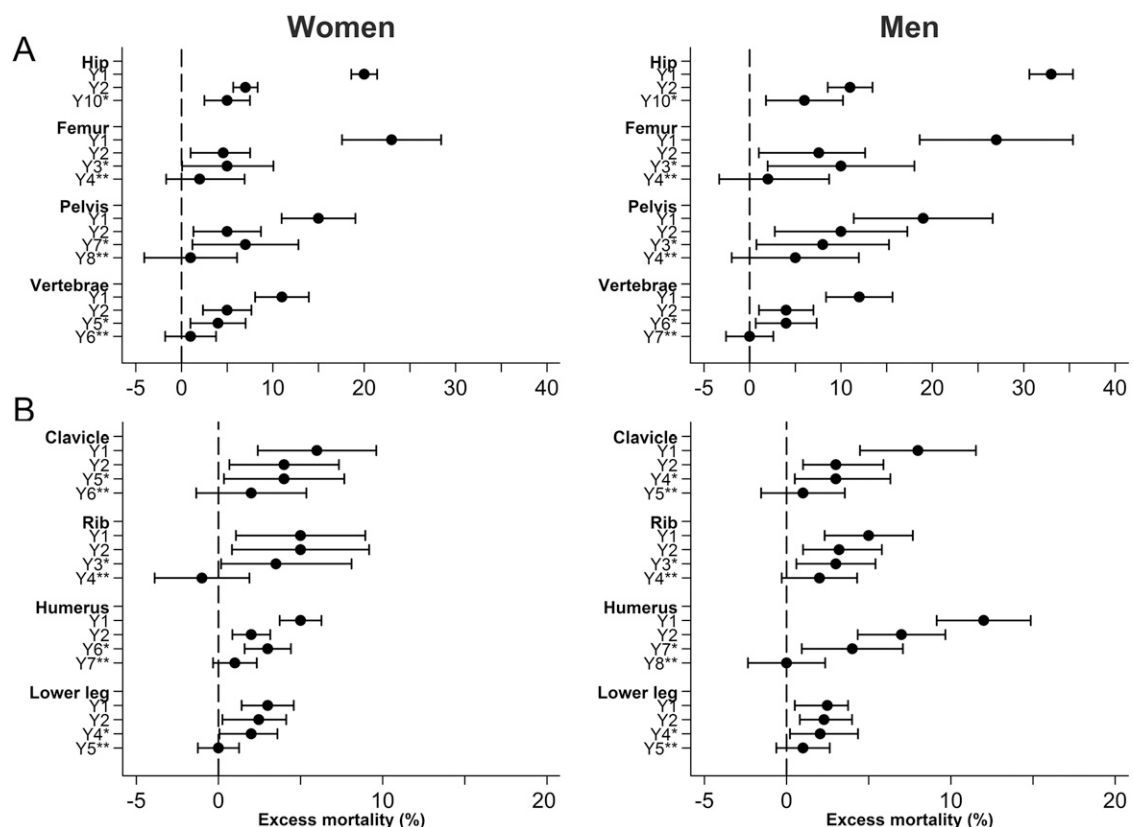 Women
Men
A
Hip
Y1
Y2
Y10*
Femur
Y1
Y2
Y3*
Y4**
Pelvis
Y1
Y2
Y7*
Y8**
Vertebrae
Y1
Y2
Y5*
Y6**
-5 0 10 20 30 40
Hip
Y1
Y2
Y10*
Femur
Y1
Y2
Y3*
Y4**
Pelvis
Y1
Y2
Y3*
Y4**
Vertebrae
Y1
Y2
Y6*
Y7**
-5 0 10 20 30 40
B
Clavicle
Y1
Y2
Y5*
Y6**
Rib
Y1
Y2
Y3*
Y4**
Humerus
Y1
Y2
Y6*
Y7**
Lower leg
Y1
Y2
Y4*
Y5**
-5 0 10 20
Excess mortality (%)
Clavicle
Y1
Y2
Y4*
Y5**
Rib
Y1
Y2
Y3*
Y4**
Humerus
Y1
Y2
Y7*
Y8**
Lower leg
Y1
Y2
Y4*
Y5**
-5 0 10 20
Excess mortality (%)